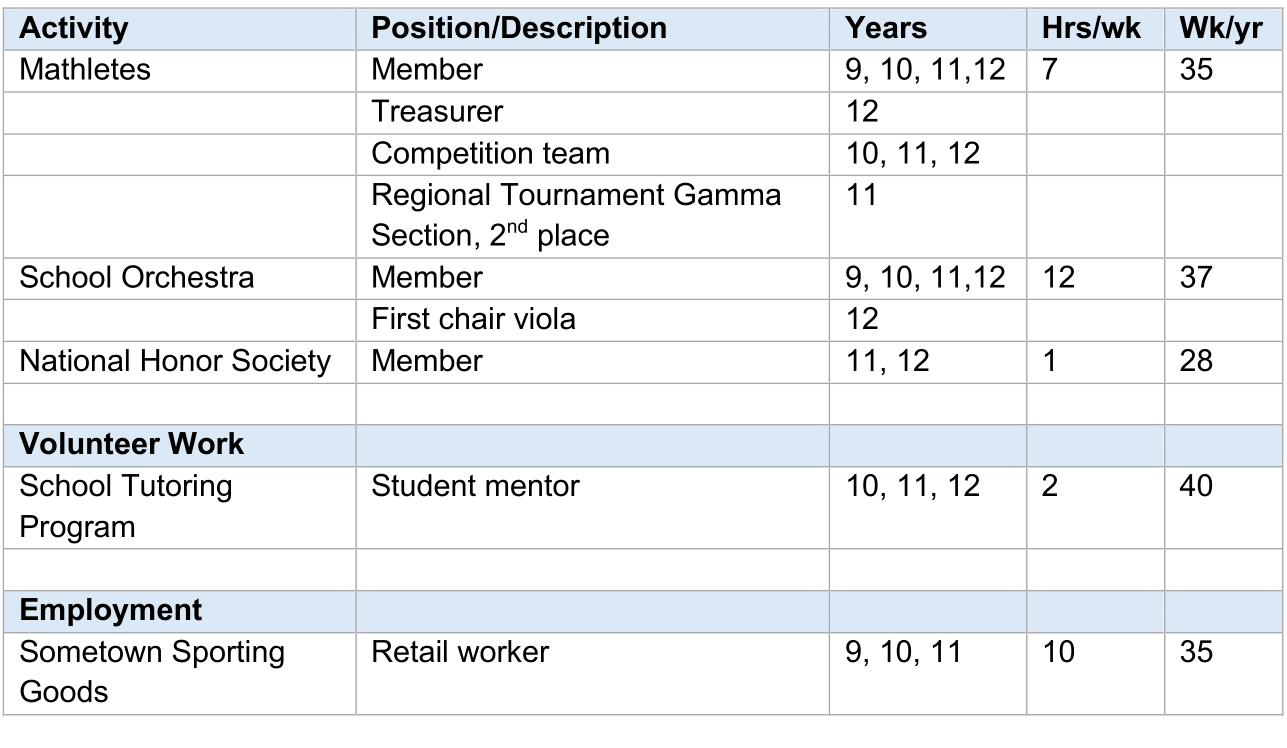 Activity Position/Description Years Hrs/wk Wk/yr
Mathletes Member 9, 10, 11,12 7 35
Treasurer 12
Competition team 10, 11, 12
Regional Tournament Gamma 11
Section, 2nd place
School Orchestra Member 9, 10, 11,12 12 37
First chair viola 12
National Honor Society Member 11, 12 1 28
Volunteer Work
School Tutoring Student mentor 10, 11, 12 2 40
Program
Employment
Sometown Sporting Retail worker 9, 10, 11 10 35
Goods